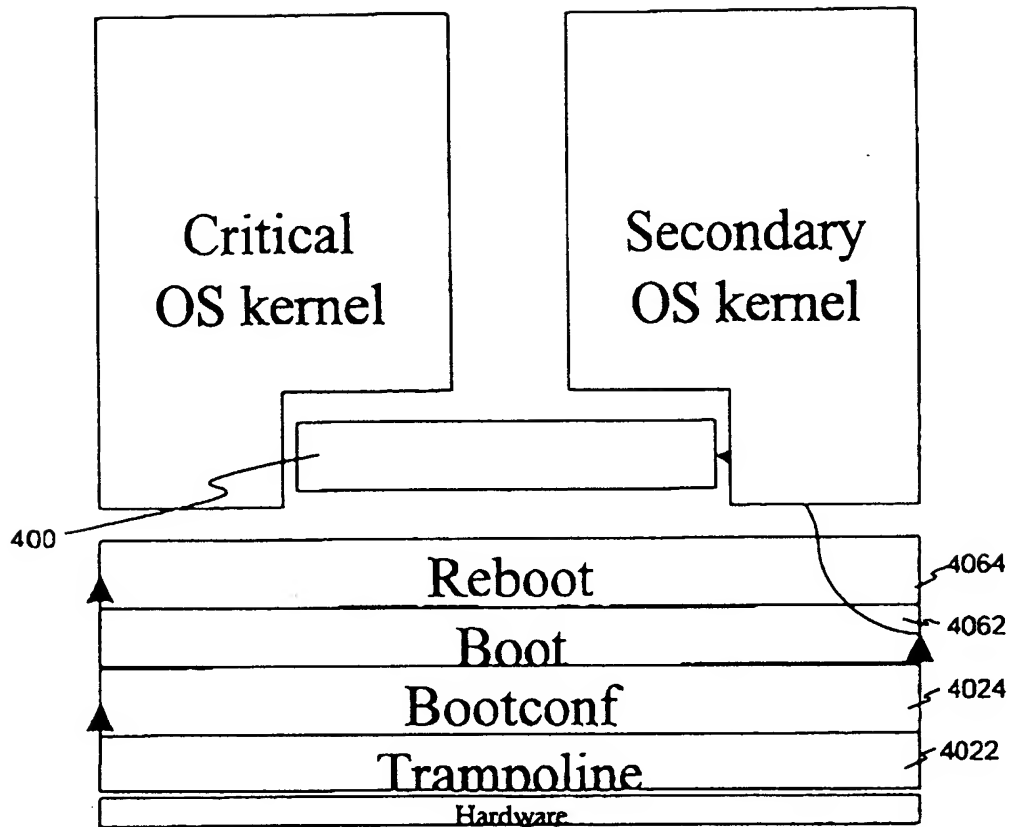 Critical
OS kernel
Secondary
OS kernel
400
Reboot
4064
Boot
4062
Bootconf
4024
Trampoline
4022
Hardware